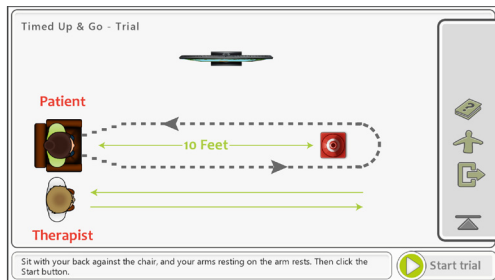 Timed Up & Go - Trial
Patient
10 Feet
Therapist
Sit with your back against the chair, and your arms resting on the arm rests. Then click the
Start button.
Start trial